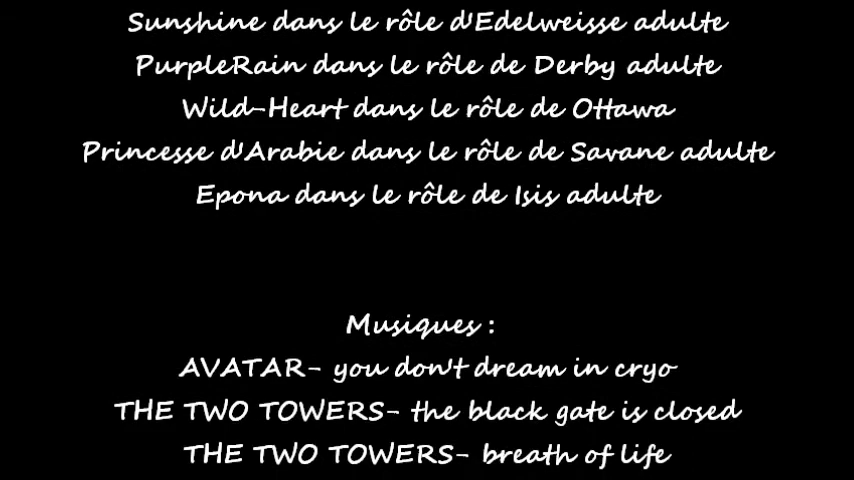 Sunshine dans le rôle d'Edelweisse adulte
PurpleRain dans le rôle de Derby adulte
Wild-Heart dans le rôle de Ottawa
Princesse d'Arabie dans le rôle de Savane adulte
Epona dans le rôle de Isis adulte
Musiques :
AVATAR- you don't dream in cryo
THE TWO TOWERS- the black gate is closed
THE TWO TOWERS- breath of life